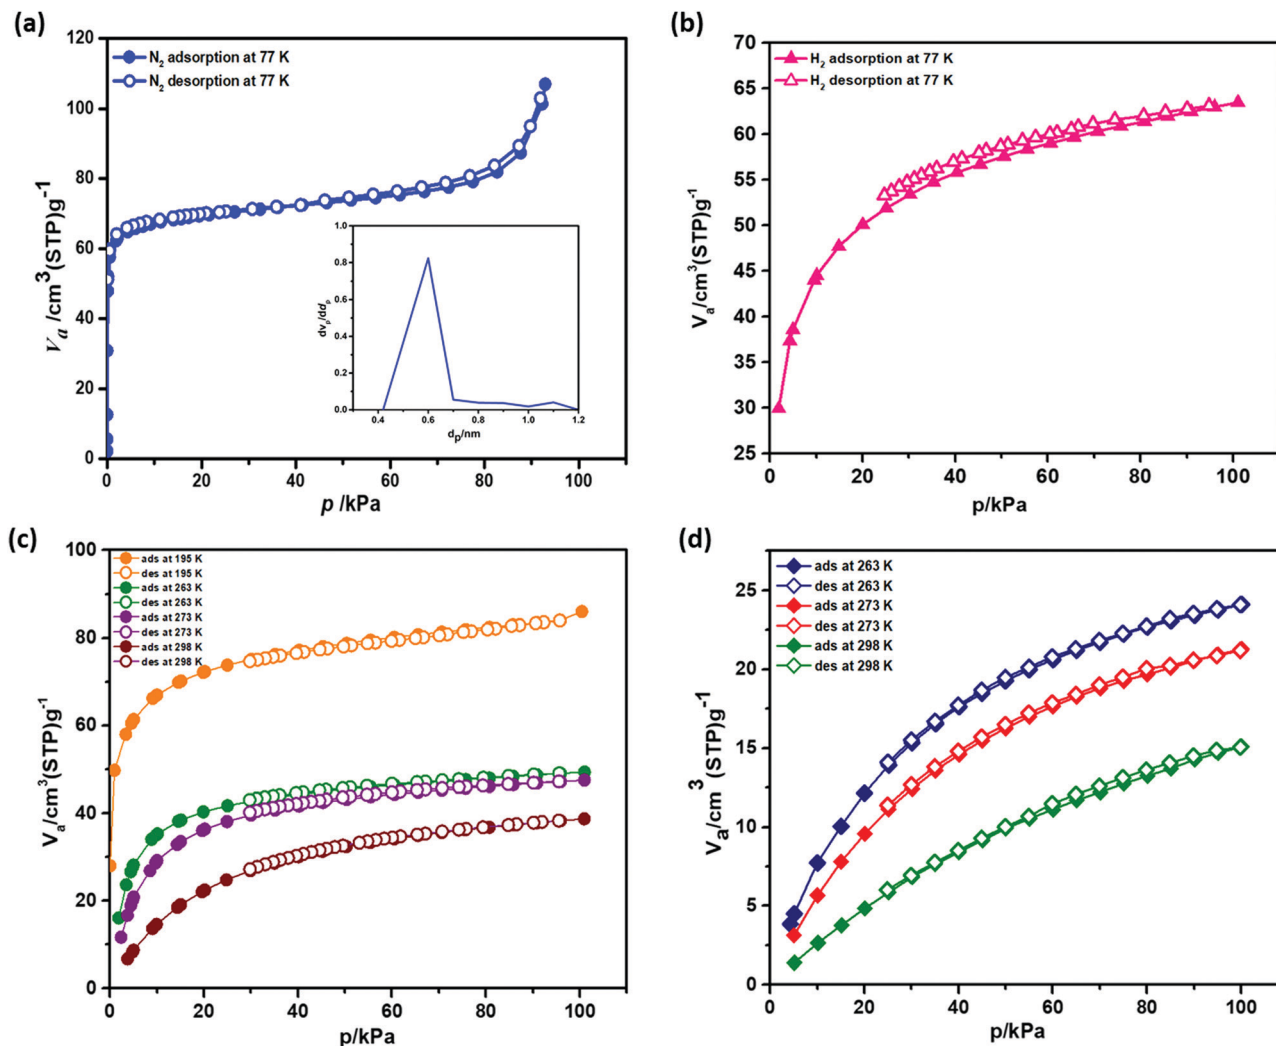 (a)
120
100
80
60
40
20
0
0
20
40
60
80
100
Va /cm3(STP)g-1
p /kPa
N2 adsorption at 77 K
N2 desorption at 77 K
1.0
0.8
0.6
0.4
0.2
0.0
0.4
0.6
0.8
1.0
1.2
dvp/ddp
dp/nm
(b)
70
65
60
55
50
45
40
35
30
25
0
20
40
60
80
100
Va/cm3(STP)g-1
p/kPa
H2 adsorption at 77 K
H2 desorption at 77 K
(c)
100
80
60
40
20
0
0
20
40
60
80
100
Va/cm3(STP)g-1
p/kPa
ads at 195 K
des at 195 K
ads at 263 K
des at 263 K
ads at 273 K
des at 273 K
ads at 298 K
des at 298 K
(d)
25
20
15
10
5
0
0
20
40
60
80
100
Va/cm3(STP)g-1
p/kPa
ads at 263 K
des at 263 K
ads at 273 K
des at 273 K
ads at 298 K
des at 298 K